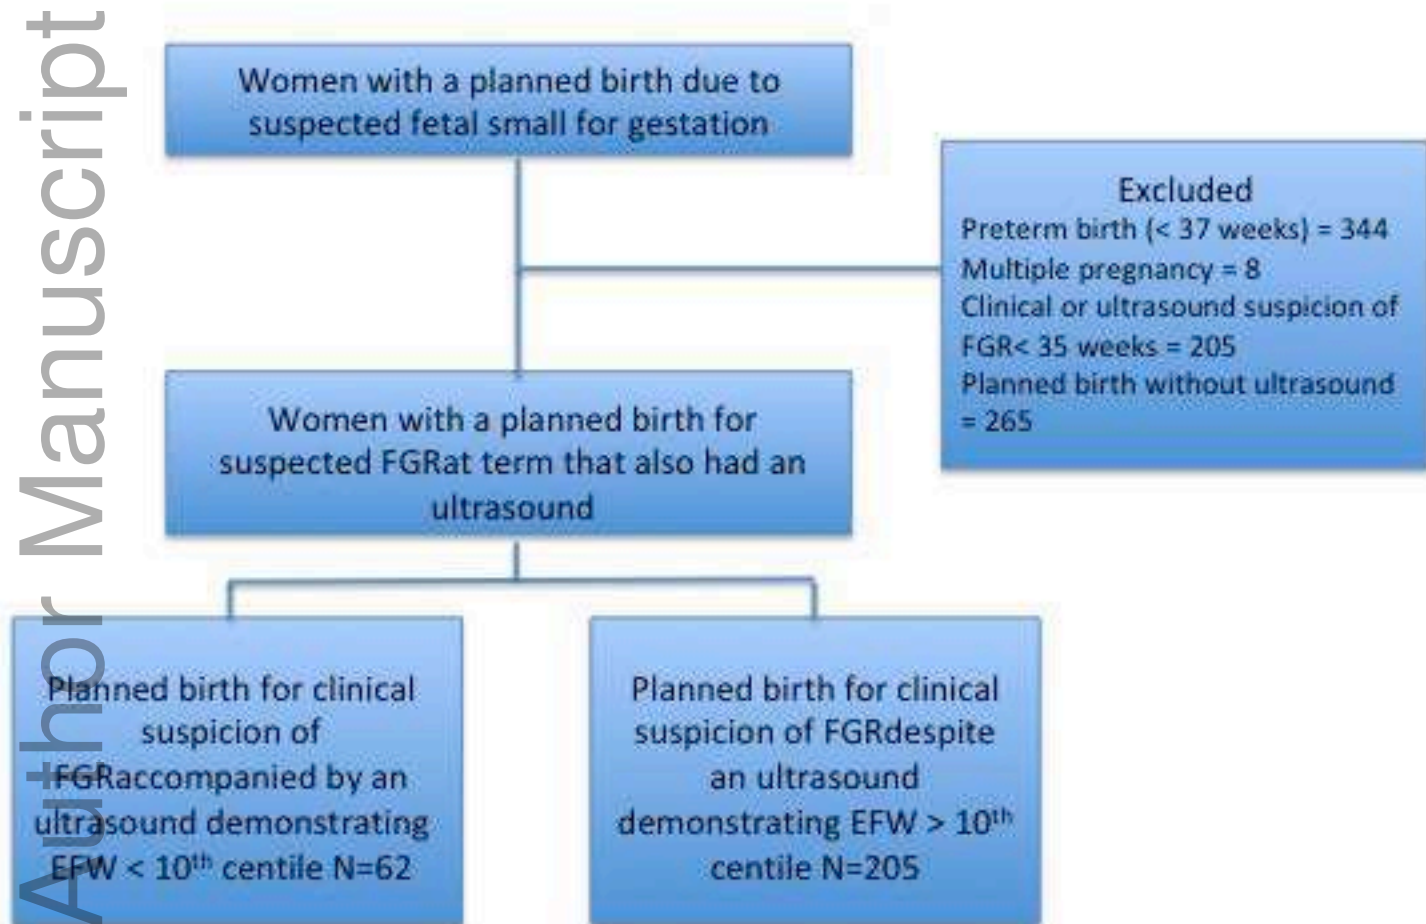 Author Manuscript
Women with a planned birth due to
suspected fetal small for gestation
Excluded
Preterm birth (< 37 weeks) = 344
Multiple pregnancy = 8
Clinical or ultrasound suspicion of
FGR< 35 weeks = 205
Planned birth without ultrasound
= 265
Women with a planned birth for
suspected FGRat term that also had an
ultrasound
Planned birth for clinical
suspicion of
FGRaccompanied by an
ultrasound demonstrating
EFW < 10th centile N=62
Planned birth for clinical
suspicion of FGRdespite
an ultrasound
demonstrating EFW > 10th
centile N=205